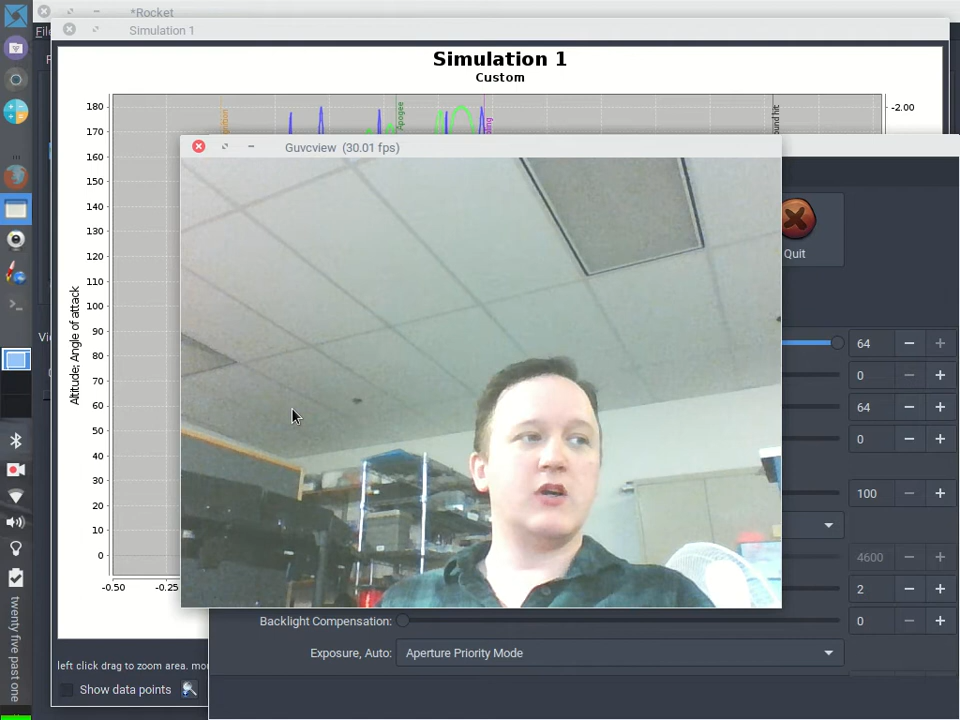 *Rocket
File
Simulation 1
Simulation 1
Custom
180
170
160
150
140
130
120
110
100
90
80
70
60
50
40
30
20
10
0
Altitude; Angle of attack
Apogee
-2.00
-0.50
-0.25
Guvcview (30.01 fps)
Quit
64
0
64
0
100
4600
2
Backlight Compensation:
0
Exposure, Auto:
Aperture Priority Mode
left click drag to zoom area.
Show data points
twenty five past one